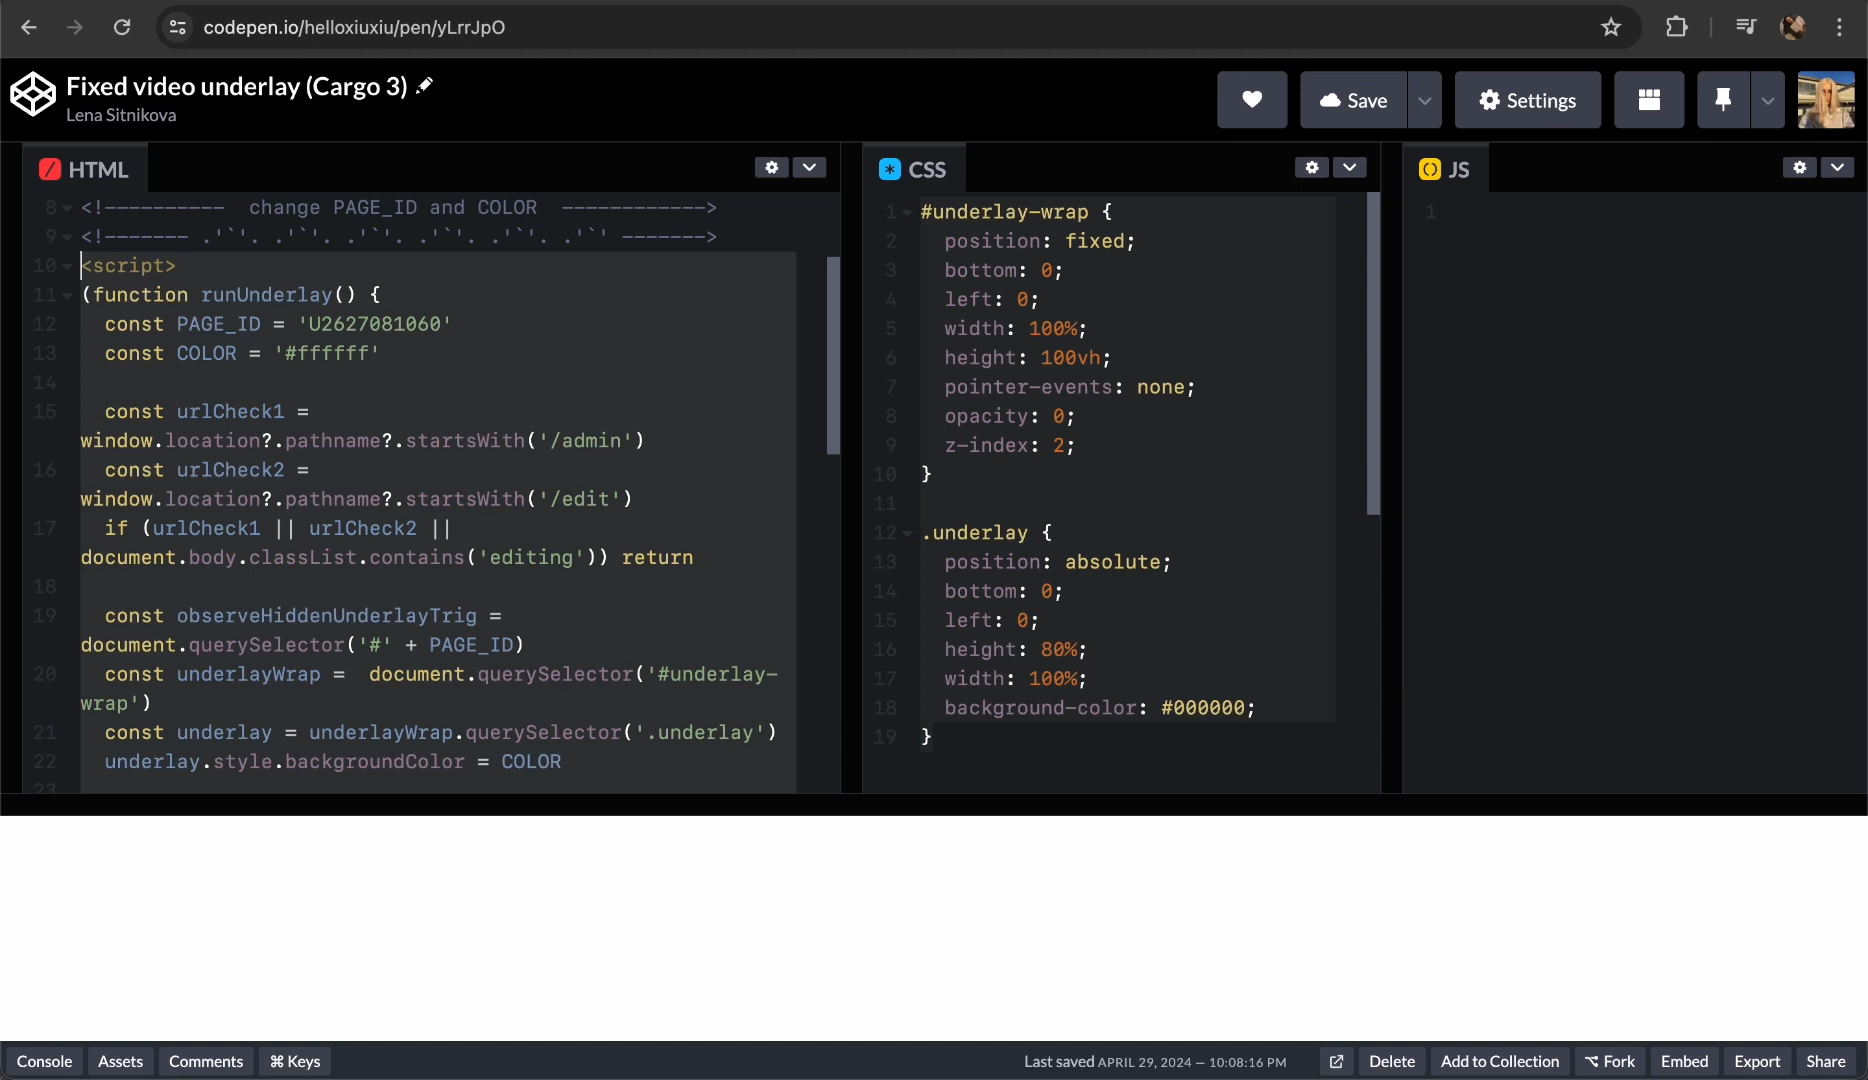 codepen.io/helloxiuxiu/pen/yLrrJpO
Fixed video underlay (Cargo 3)
Lena Sitnikova
Save
Settings
HTML
8 <!---------- change PAGE_ID and COLOR ------------>
9 <!------- .'`'. .'`'. .'`'. .'`'. .'`'. .'`' ------->
10 <script>
11 (function runUnderlay() {
12 const PAGE_ID = 'U2627081060'
13 const COLOR = '#ffffff'
14
15 const urlCheck1 =
window.location?.pathname?.startsWith('/admin')
16 const urlCheck2 =
window.location?.pathname?.startsWith('/edit')
17 if (urlCheck1 || urlCheck2 ||
document.body.classList.contains('editing')) return
18
19 const observeHiddenUnderlayTrig =
document.querySelector('#' + PAGE_ID)
20 const underlayWrap = document.querySelector('#underlay-
wrap')
21 const underlay = underlayWrap.querySelector('.underlay')
22 underlay.style.backgroundColor = COLOR
23
CSS
1 #underlay-wrap {
2 position: fixed;
3 bottom: 0;
4 left: 0;
5 width: 100%;
6 height: 100vh;
7 pointer-events: none;
8 opacity: 0;
9 z-index: 2;
10 }
11
12 .underlay {
13 position: absolute;
14 bottom: 0;
15 left: 0;
16 height: 80%;
17 width: 100%;
18 background-color: #000000;
19 }
JS
1
Console
Assets
Comments
⌘ Keys
Last saved APRIL 29, 2024 — 10:08:16 PM
Delete
Add to Collection
Fork
Embed
Export
Share